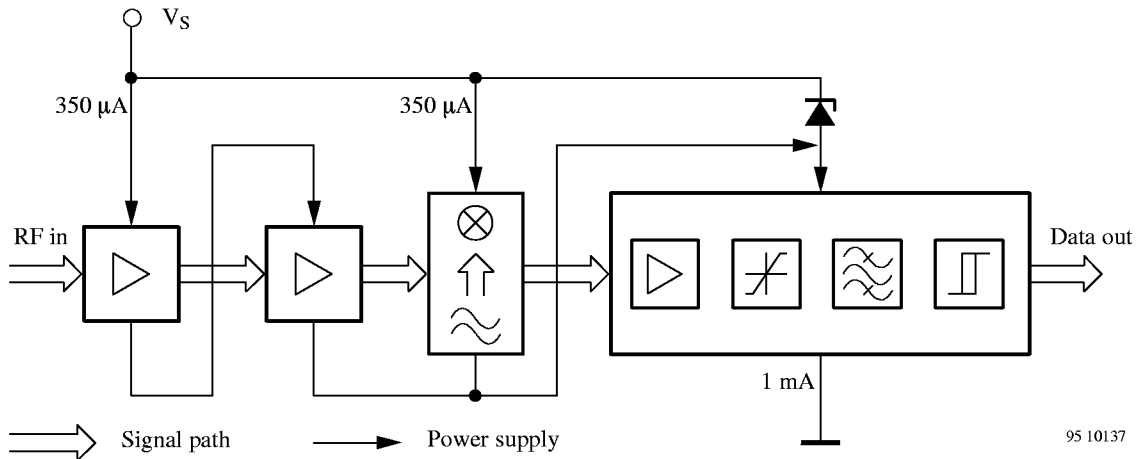 V_S
350 µA
350 µA
RF in
Data out
1 mA
Signal path
Power supply
95 10137